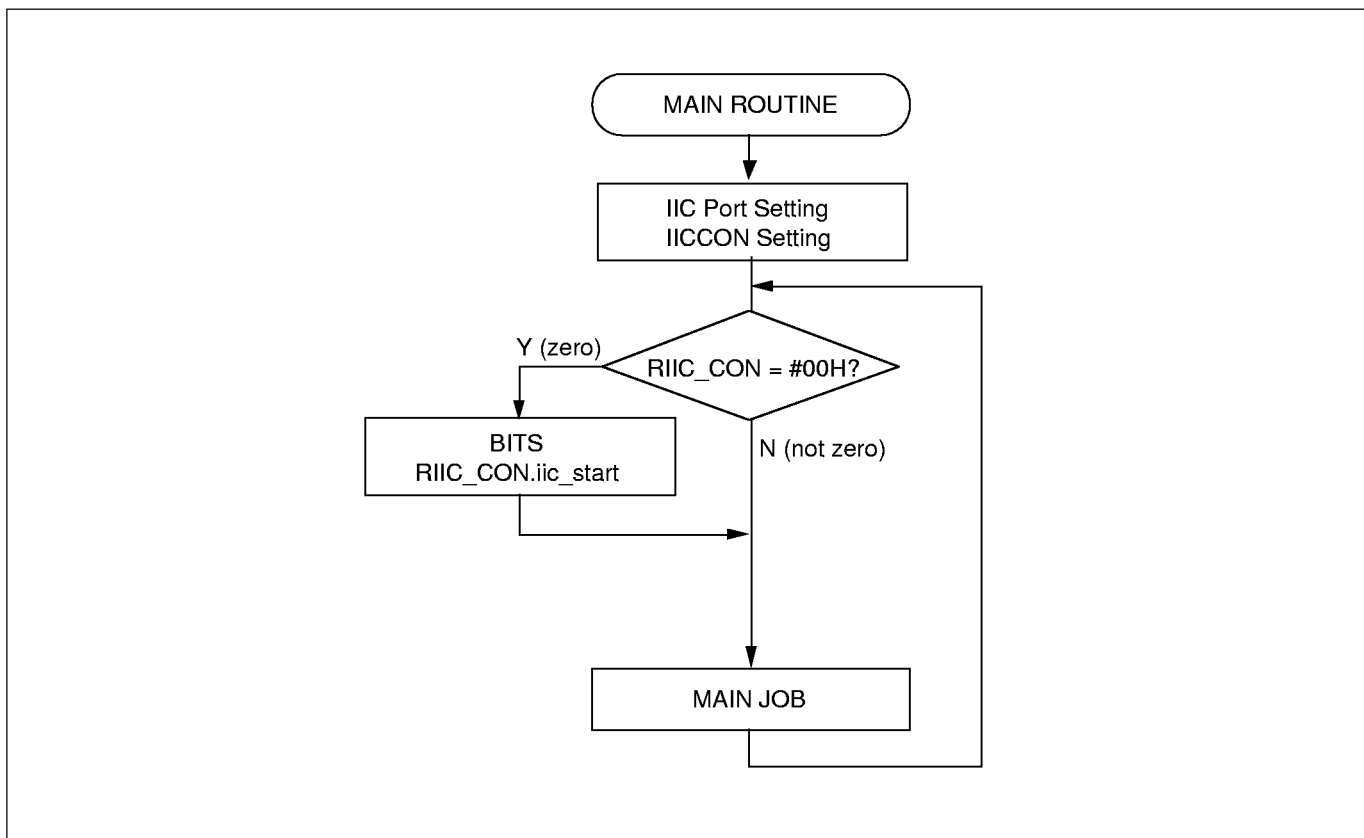 MAIN ROUTINE
IIC Port Setting
IICCON Setting
Y (zero)
RIIC_CON = #00H?
BITS
RIIC_CON.iic_start
N (not zero)
MAIN JOB